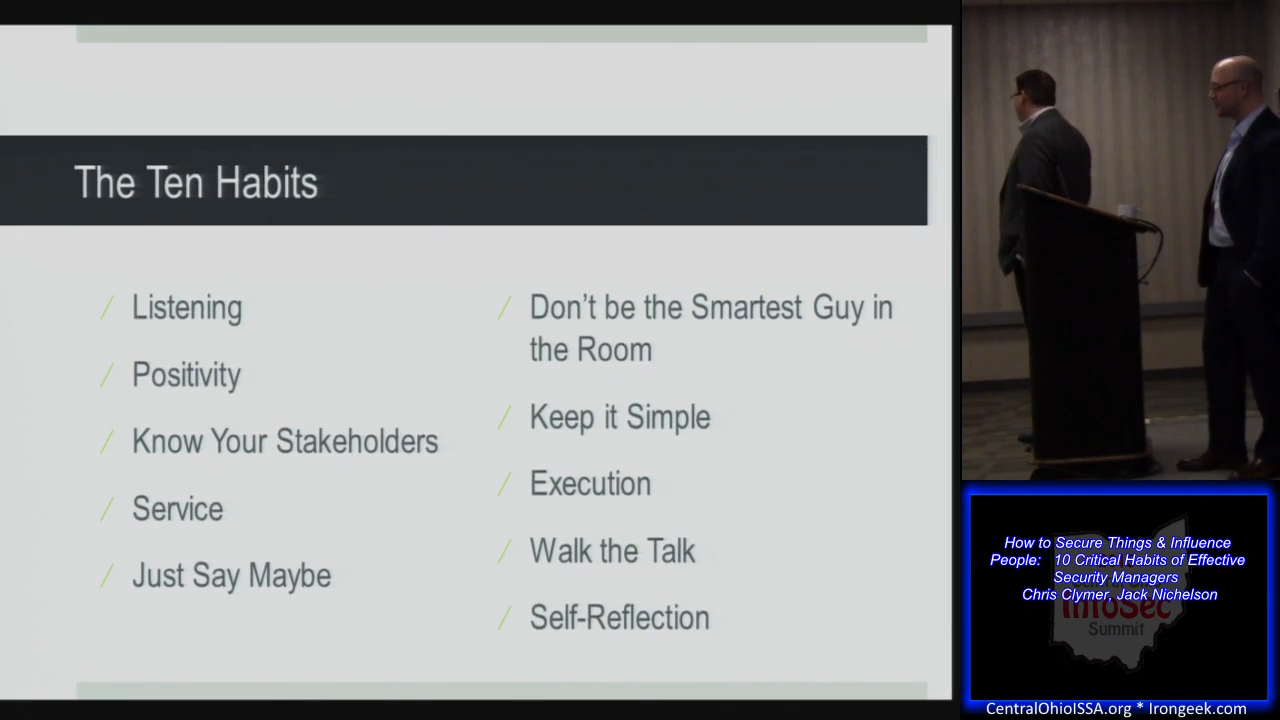 The Ten Habits
Listening
Positivity
Know Your Stakeholders
Service
Just Say Maybe
Don't be the Smartest Guy in
the Room
Keep it Simple
Execution
Walk the Talk
Self-Reflection
How to Secure Things & Influence
People: 10 Critical Habits of Effective
Security Managers
Chris Clymer, Jack Nichelson
InfoSec
Summit
CentralOhioISSA.org * Irongeek.com